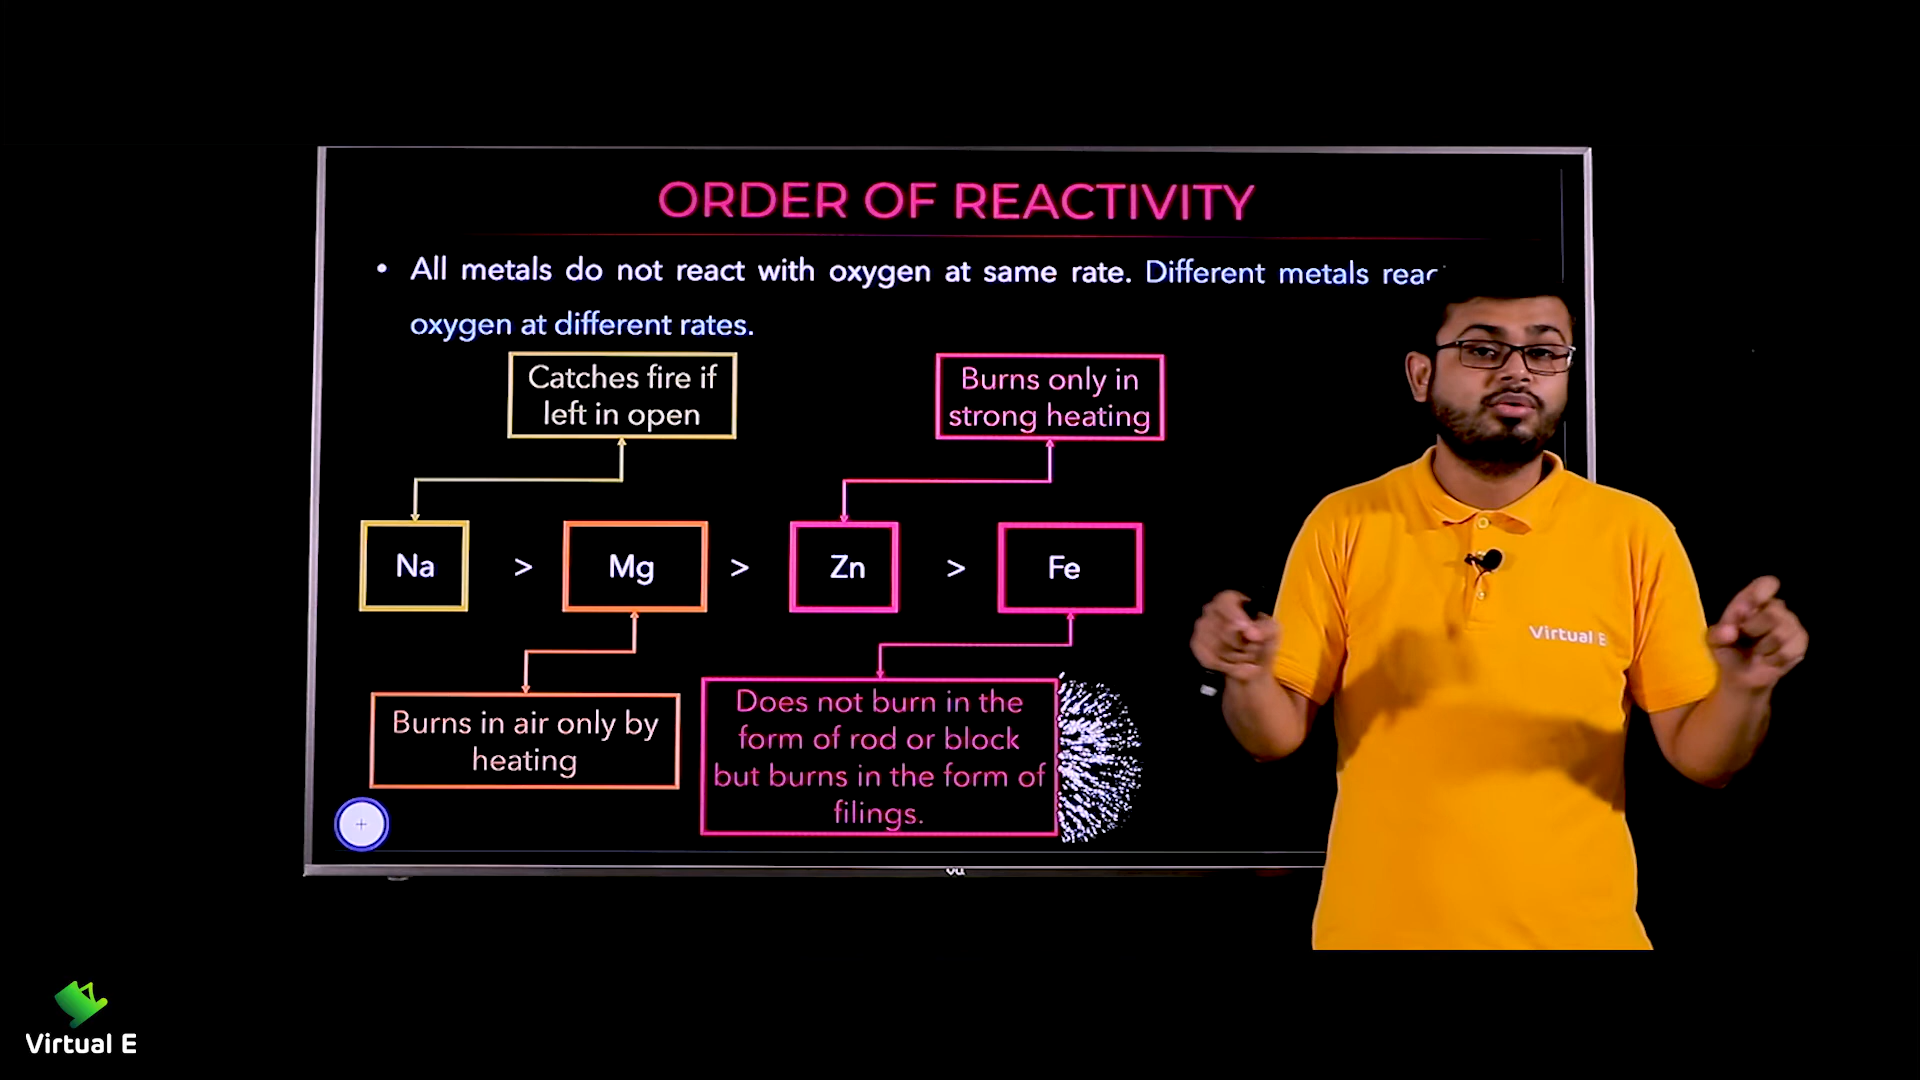 ORDER OF REACTIVITY
• All metals do not react with oxygen at same rate. Different metals
oxygen at different rates.
Catches fire if
left in open
Burns only in
strong heating
Na > Mg > Zn > Fe
Burns in air only by
heating
Does not burn in the
form of rod or block
but burns in the form of
filings.
Virtual E
Virtual E